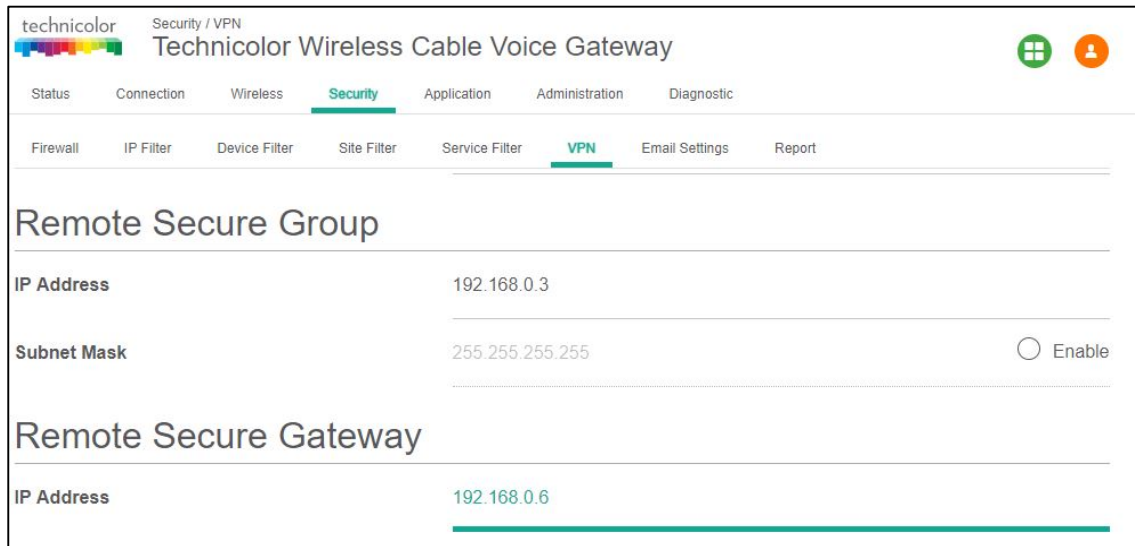 technicolor
Security / VPN
Technicolor Wireless Cable Voice Gateway
Status Connection Wireless Security Application Administration Diagnostic
Firewall IP Filter Device Filter Site Filter Service Filter VPN Email Settings Report
Remote Secure Group
IP Address 192.168.0.3
Subnet Mask 255.255.255.255 Enable
Remote Secure Gateway
IP Address 192.168.0.6